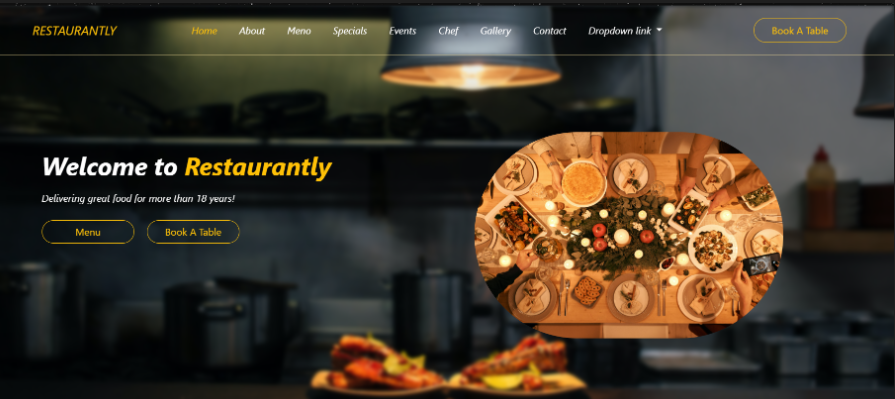 RESTAURANTLY Home About Meno Specials Events Chef Gallery Contact Dropdown link Book A Table
Welcome to Restaurantly
Delivering great food for more than 18 years!
Menu Book A Table